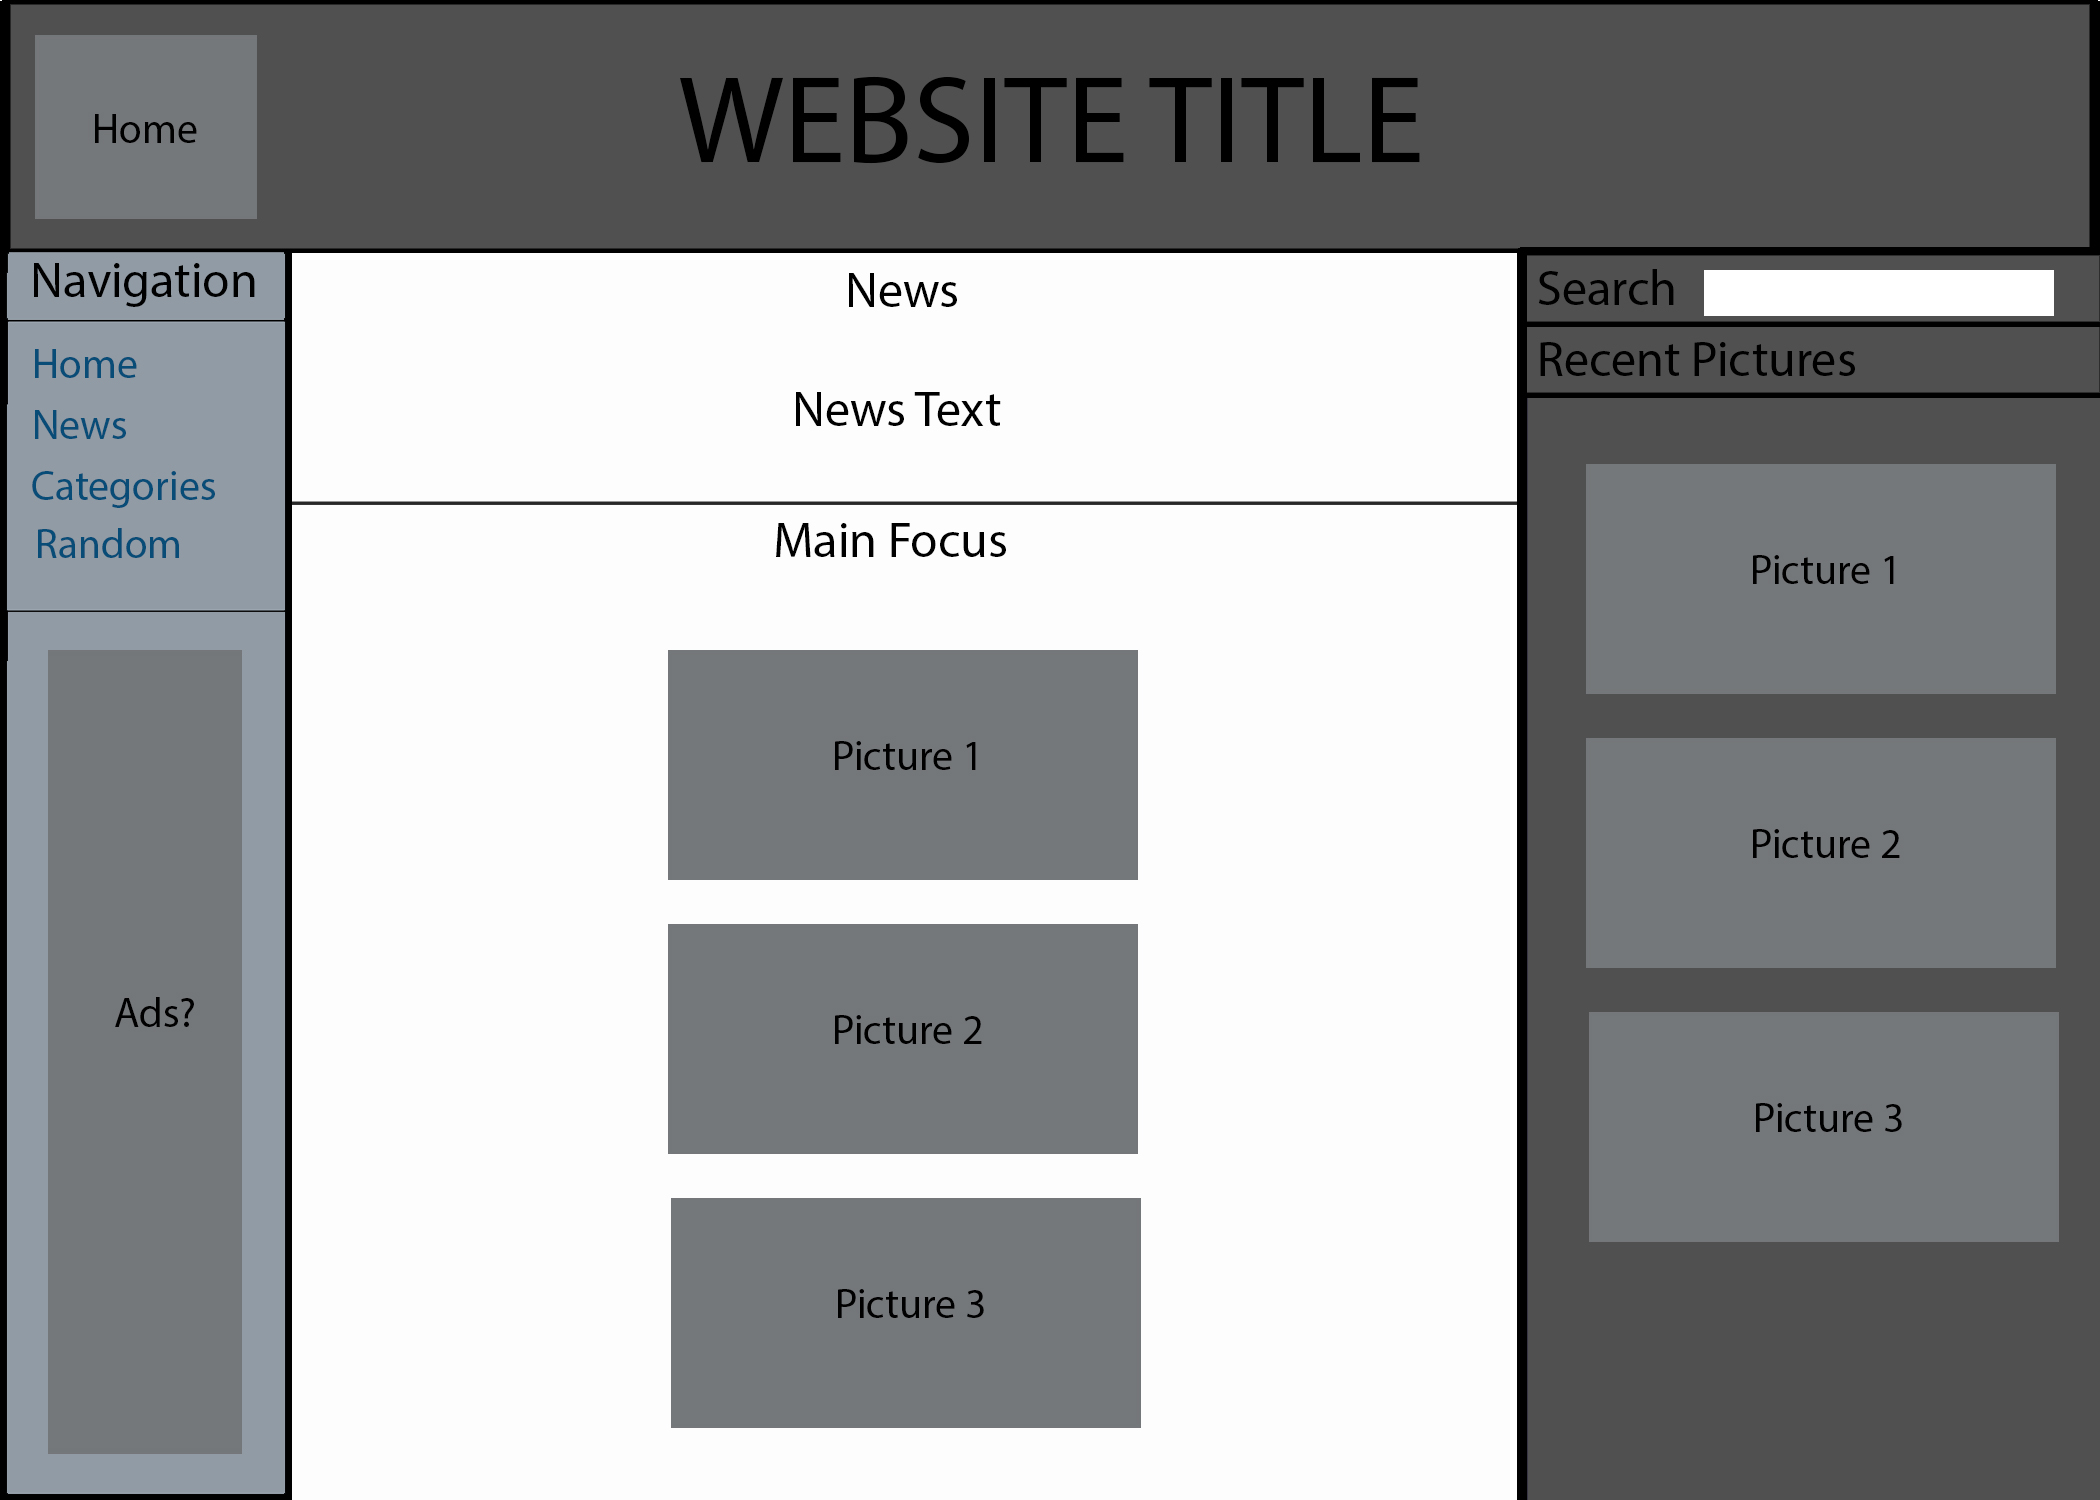 Home
WEBSITE TITLE
Navigation
Home
News
Categories
Random
Ads?
News
News Text
Main Focus
Picture 1
Picture 2
Picture 3
Search
Recent Pictures
Picture 1
Picture 2
Picture 3